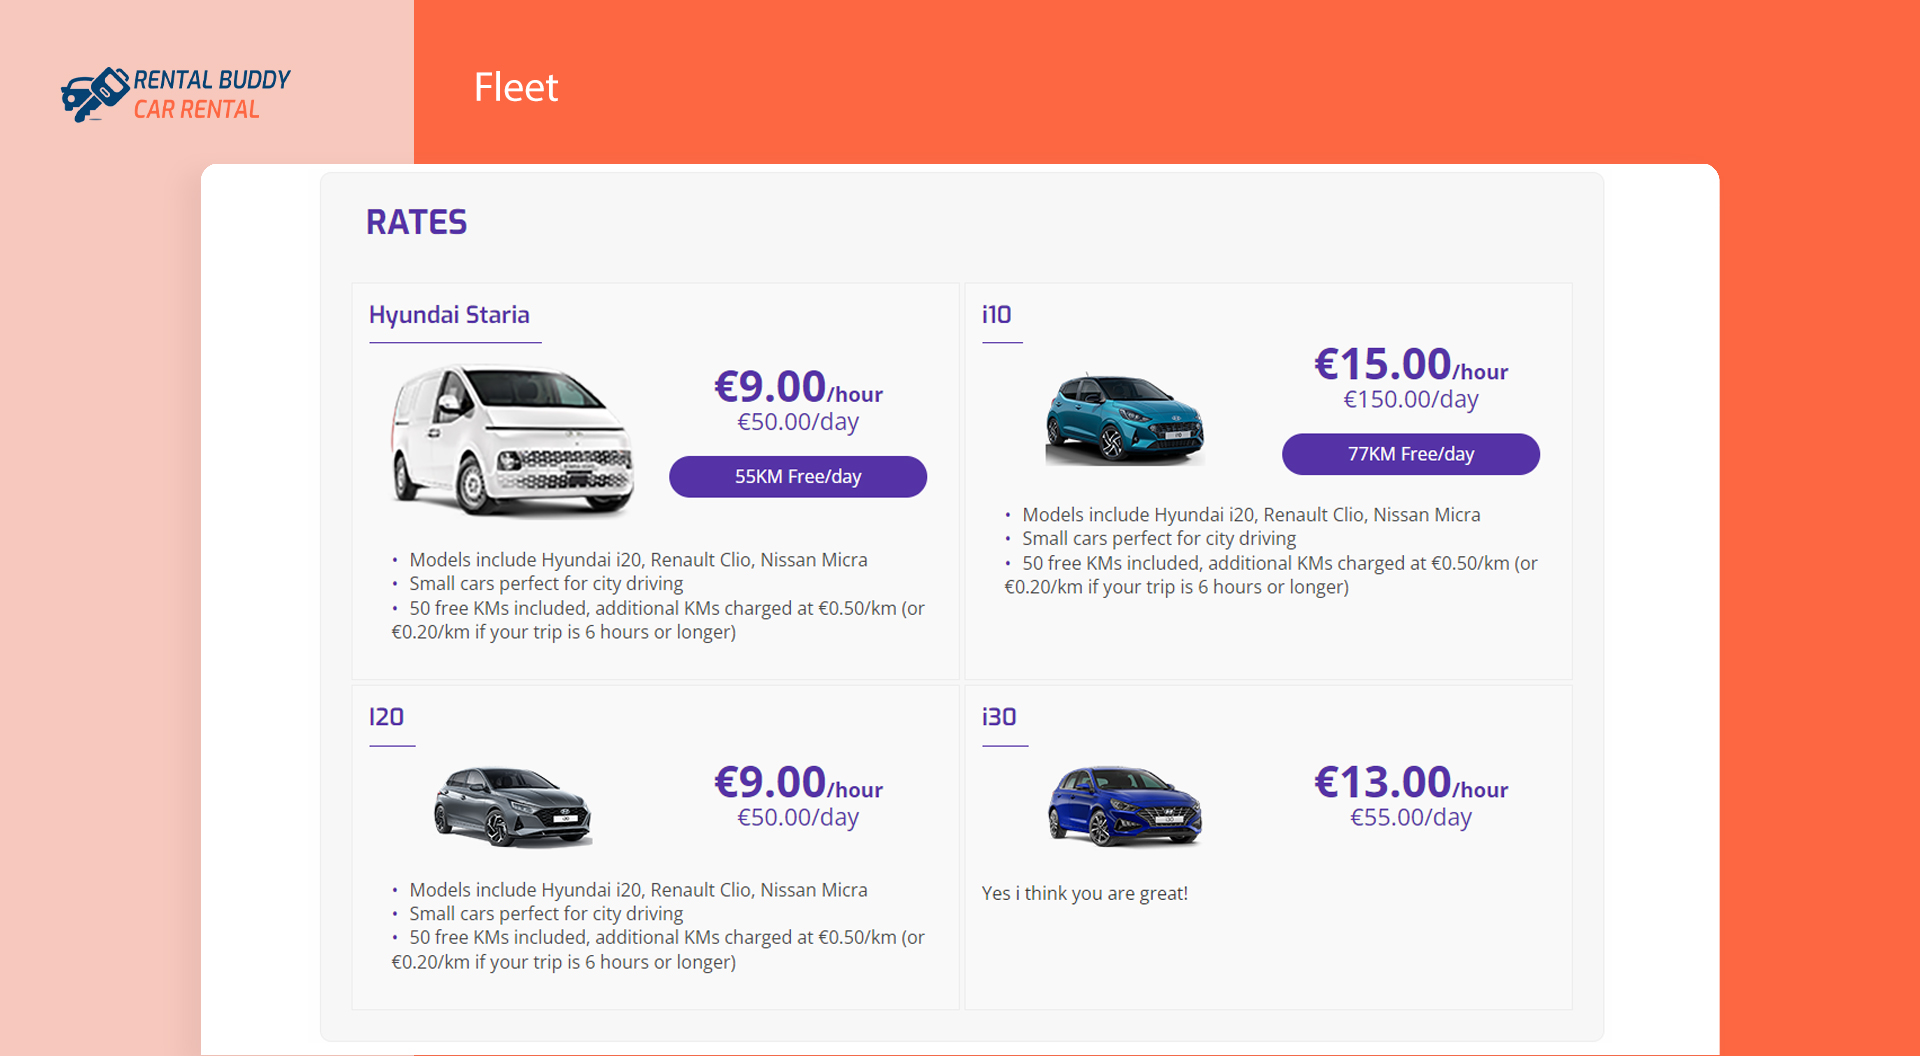 RENTAL BUDDY
CAR RENTAL
Fleet
RATES
Hyundai Staria
€9.00/hour
€50.00/day
55KM Free/day
• Models include Hyundai i20, Renault Clio, Nissan Micra
• Small cars perfect for city driving
• 50 free KMs included, additional KMs charged at €0.50/km (or
€0.20/km if your trip is 6 hours or longer)
i10
€15.00/hour
€150.00/day
77KM Free/day
• Models include Hyundai i20, Renault Clio, Nissan Micra
• Small cars perfect for city driving
• 50 free KMs included, additional KMs charged at €0.50/km (or
€0.20/km if your trip is 6 hours or longer)
I20
€9.00/hour
€50.00/day
• Models include Hyundai i20, Renault Clio, Nissan Micra
• Small cars perfect for city driving
• 50 free KMs included, additional KMs charged at €0.50/km (or
€0.20/km if your trip is 6 hours or longer)
i30
€13.00/hour
€55.00/day
Yes i think you are great!